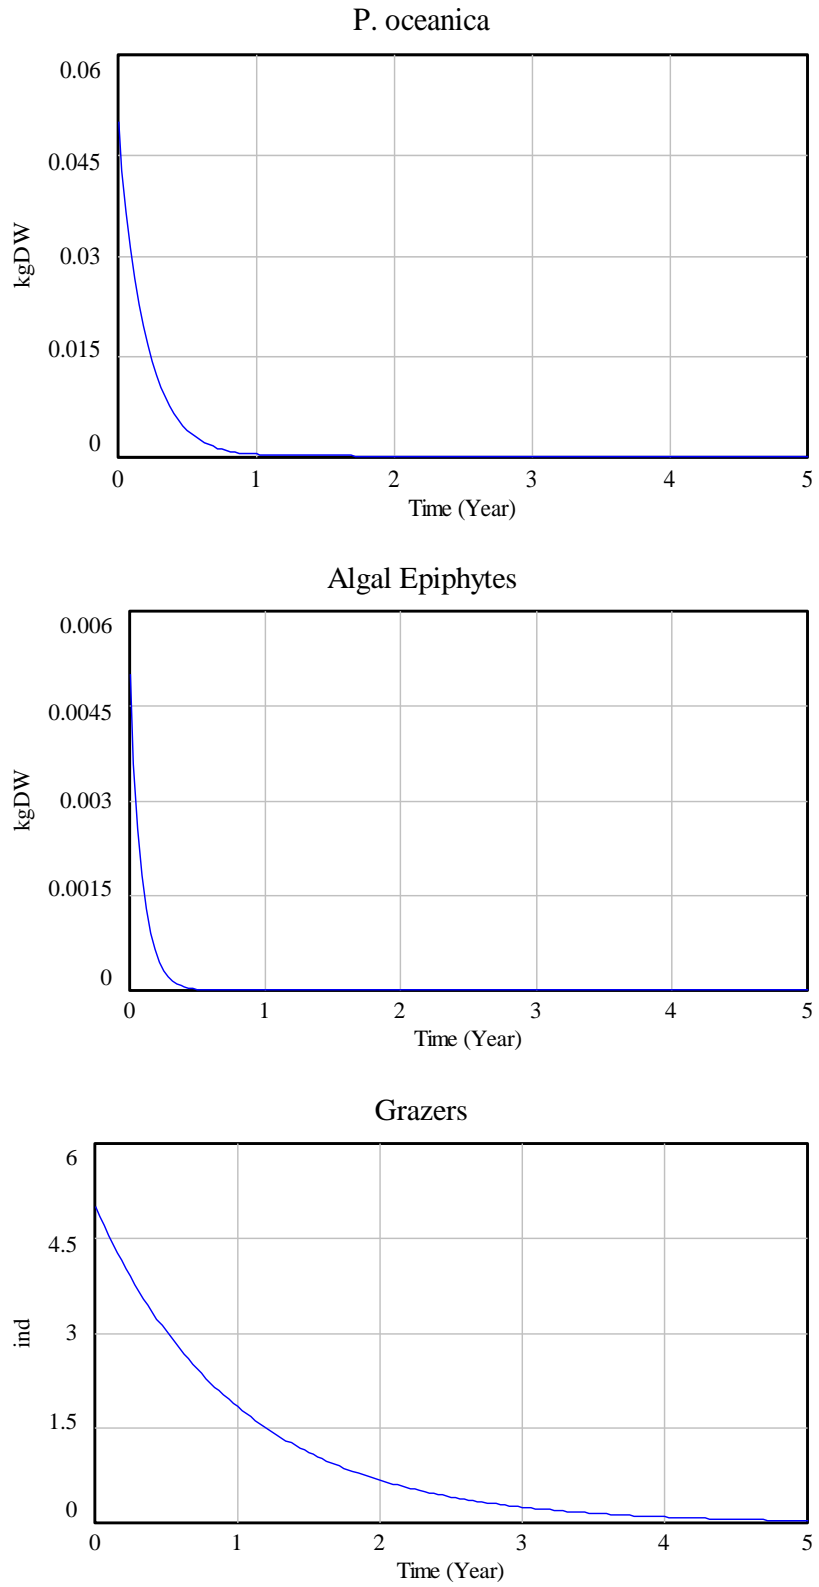 P. oceanica
0.06
0.045
0.03
0.015
0
kgDW
0 1 2 3 4 5
Time (Year)
Algal Epiphytes
0.006
0.0045
0.003
0.0015
0
kgDW
0 1 2 3 4 5
Time (Year)
Grazers
6
4.5
3
1.5
0
ind
0 1 2 3 4 5
Time (Year)